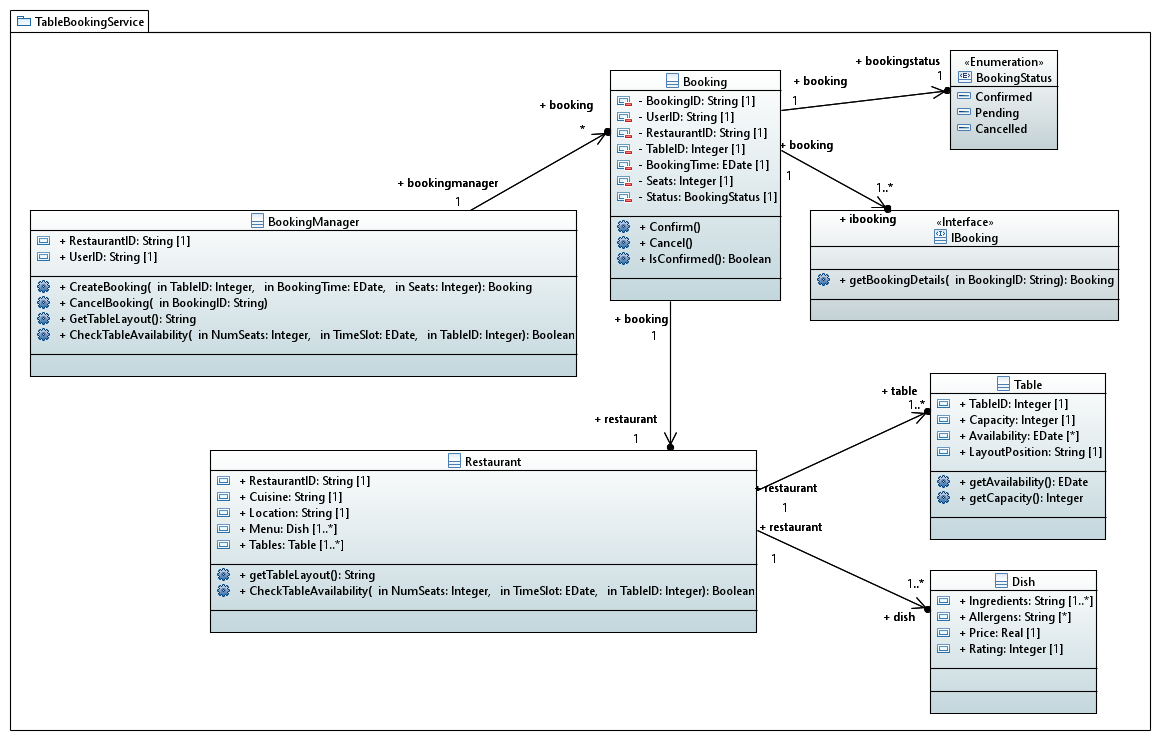 TableBookingService
+ bookingstatus
1
+ booking
1
«Enumeration»
BookingStatus
Confirmed
Pending
Cancelled
Booking
- BookingID: String [1]
- UserID: String [1]
- RestaurantID: String [1]
- TableID: Integer [1]
- BookingTime: EDate [1]
- Seats: Integer [1]
- Status: BookingStatus [1]
+ Confirm()
+ Cancel()
+ IsConfirmed(): Boolean
+ booking
*
+ bookingmanager
1
+ booking
1
1..*
+ ibooking
«Interface»
IBooking
+ getBookingDetails( in BookingID: String): Booking
BookingManager
+ RestaurantID: String [1]
+ UserID: String [1]
+ CreateBooking( in TableID: Integer, in BookingTime: EDate, in Seats: Integer): Booking
+ CancelBooking( in BookingID: String)
+ GetTableLayout(): String
+ CheckTableAvailability( in NumSeats: Integer, in TimeSlot: EDate, in TableID: Integer): Boolean
+ booking
1
+ restaurant
1
Restaurant
+ RestaurantID: String [1]
+ Cuisine: String [1]
+ Location: String [1]
+ Menu: Dish [1..*]
+ Tables: Table [1..*]
+ getTableLayout(): String
+ CheckTableAvailability( in NumSeats: Integer, in TimeSlot: EDate, in TableID: Integer): Boolean
+ table
1..*
+ restaurant
1
Table
+ TableID: Integer [1]
+ Capacity: Integer [1]
+ Availability: EDate [*]
+ LayoutPosition: String [1]
+ getAvailability(): EDate
+ getCapacity(): Integer
+ restaurant
1
1..*
+ dish
Dish
+ Ingredients: String [1..*]
+ Allergens: String [*]
+ Price: Real [1]
+ Rating: Integer [1]